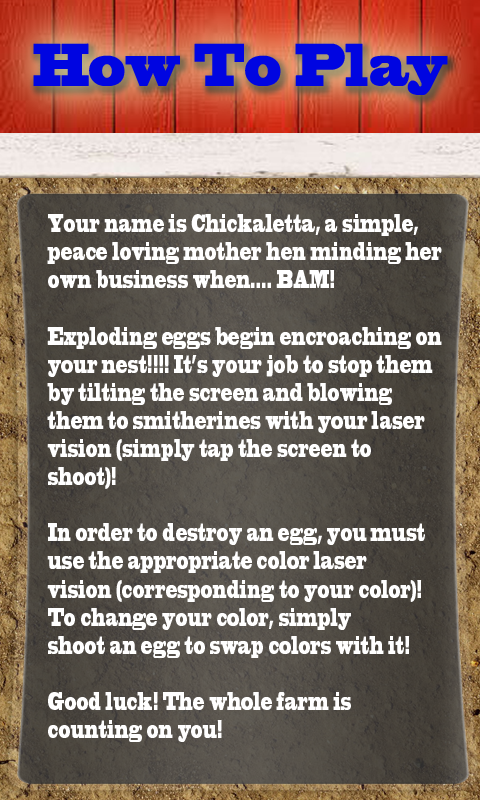 How To Play
Your name is Chickaletta, a simple,
peace loving mother hen minding her
own business when.... BAM!
Exploding eggs begin encroaching on
your nest!!!! It's your job to stop them
by tilting the screen and blowing
them to smitherines with your laser
vision (simply tap the screen to
shoot)!
In order to destroy an egg, you must
use the appropriate color laser
vision (corresponding to your color)!
To change your color, simply
shoot an egg to swap colors with it!
Good luck! The whole farm is
counting on you!